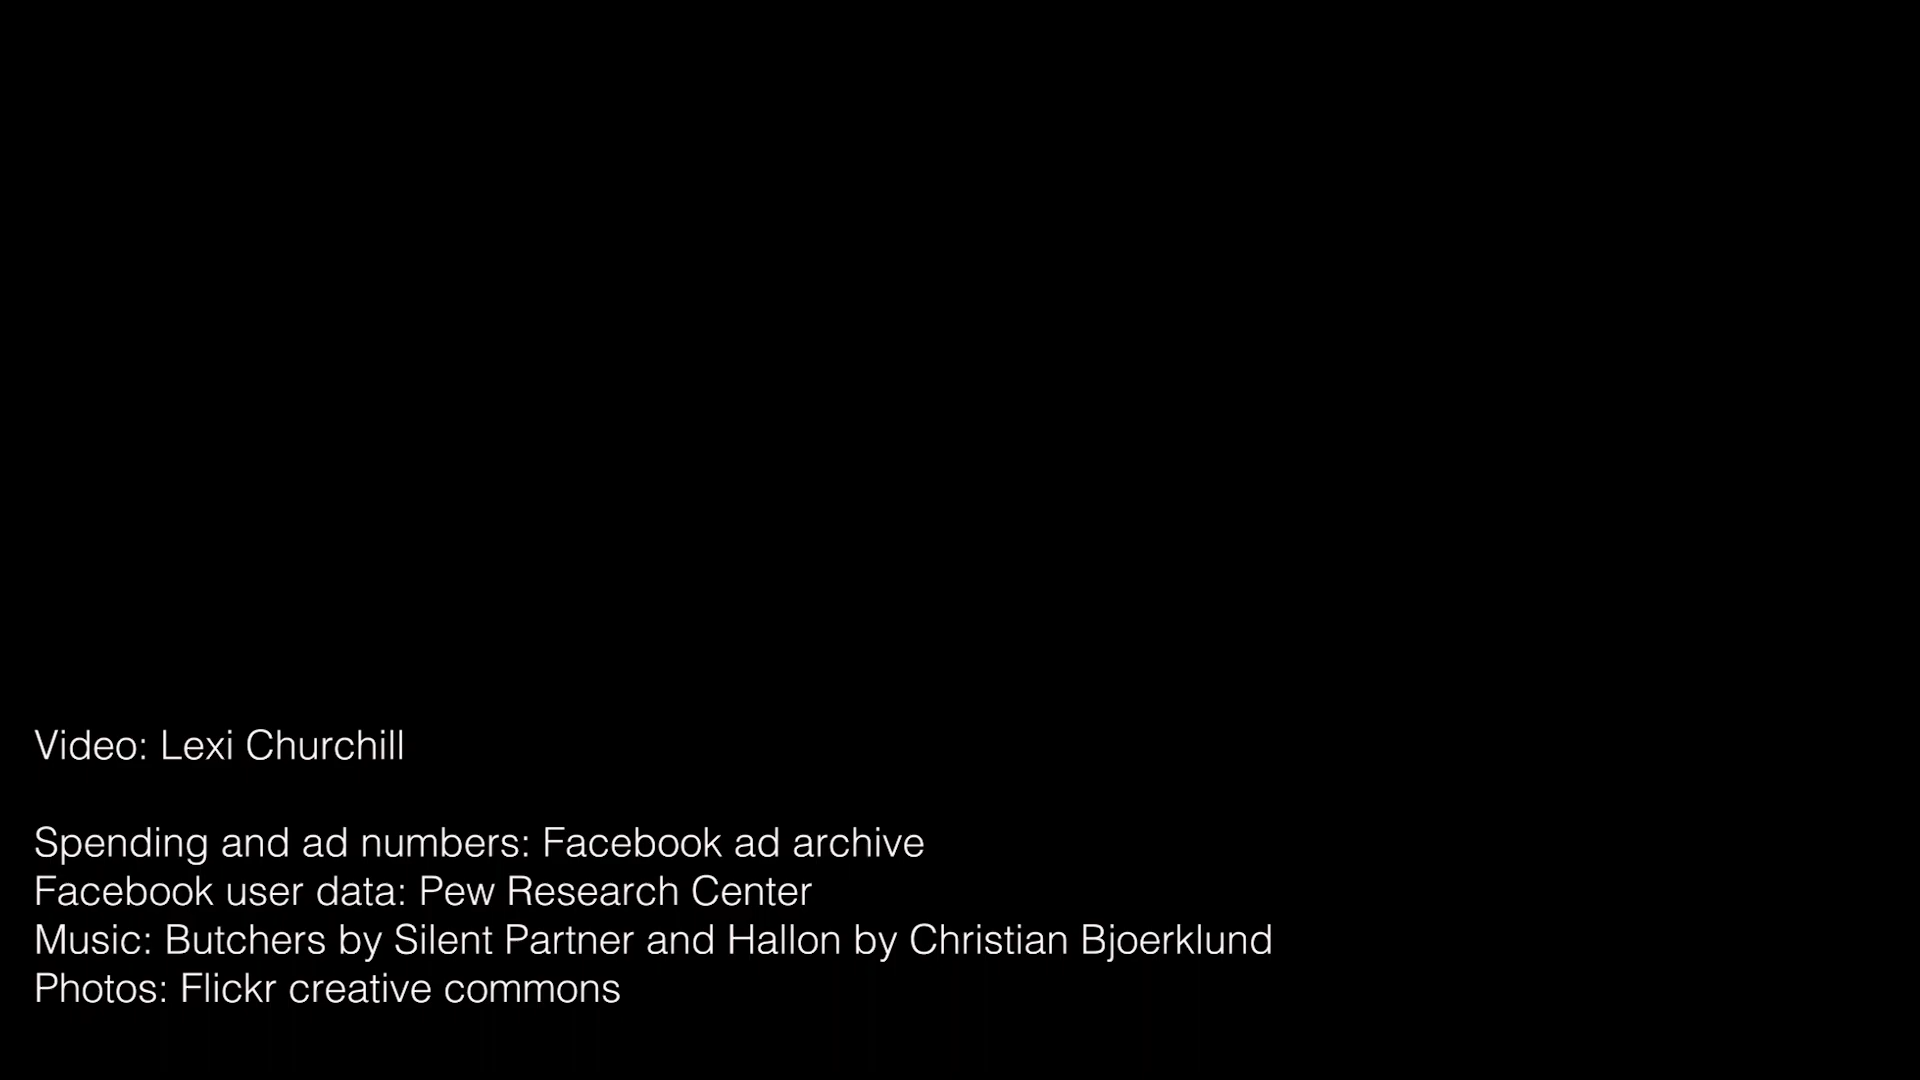 Video: Lexi Churchill
Spending and ad numbers: Facebook ad archive
Facebook user data: Pew Research Center
Music: Butchers by Silent Partner and Hallon by Christian Bjoerklund
Photos: Flickr creative commons